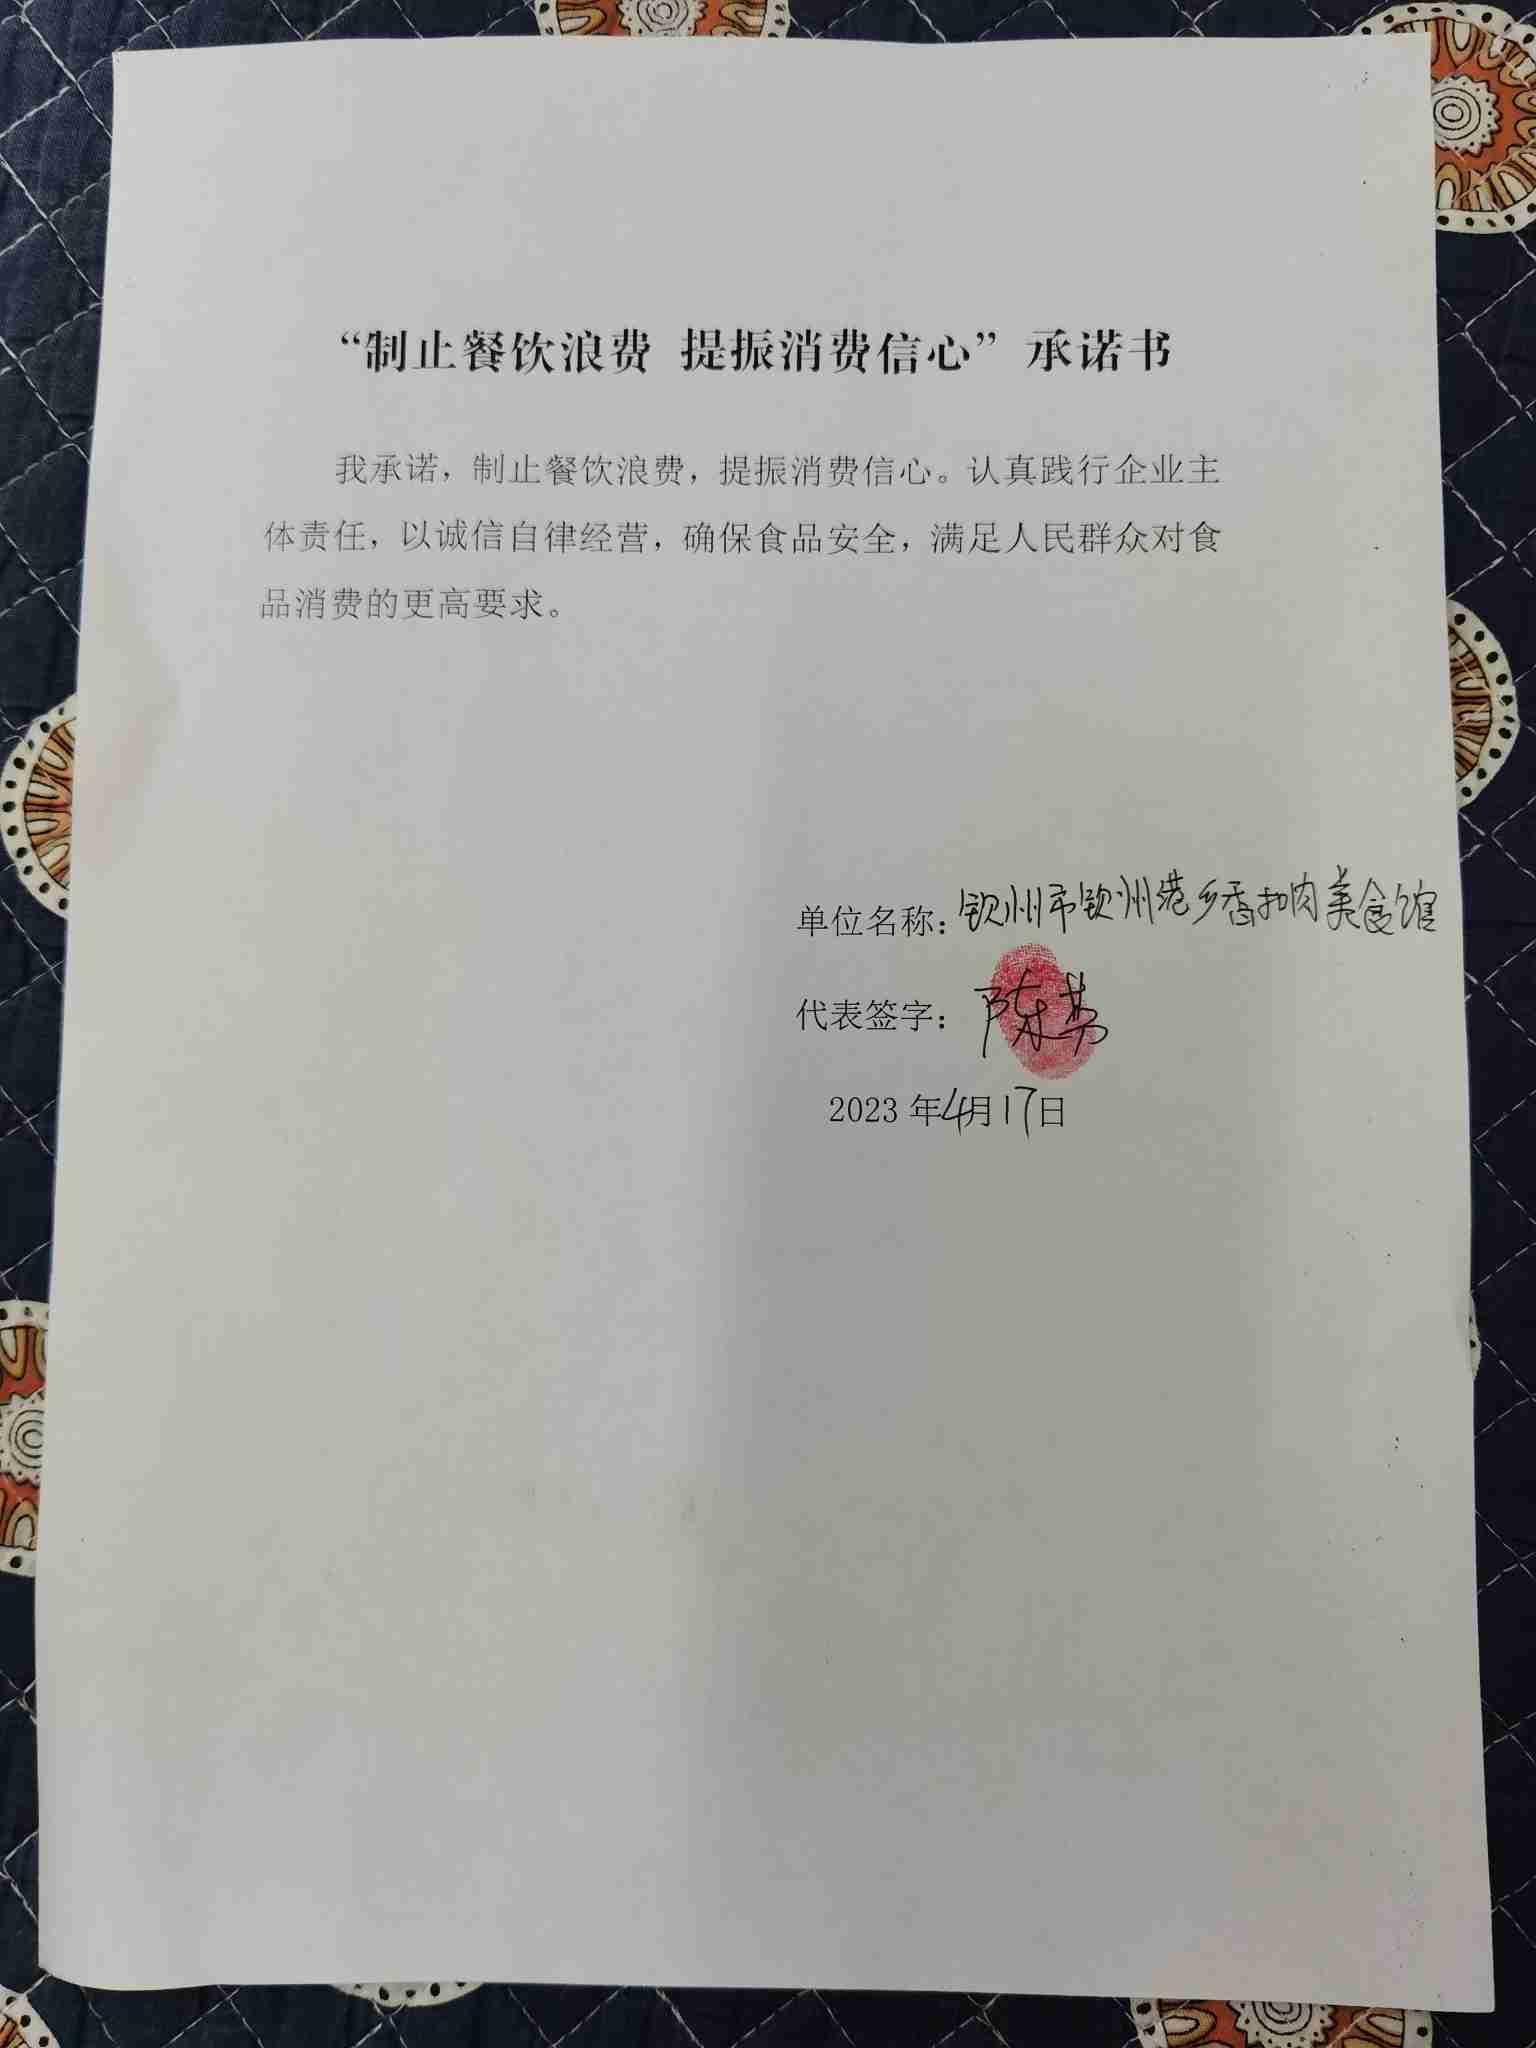 “制止餐饮浪费 提振消费信心”承诺书
我承诺，制止餐饮浪费，提振消费信心。认真践行企业主
体责任，以诚信自律经营，确保食品安全，满足人民群众对食
品消费的更高要求。
单位名称：钦州市钦州港乡香扣肉美食馆
代表签字：陈
2023年4月17日